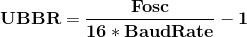 UBBR = Fosc / 16 * BaudRate - 1